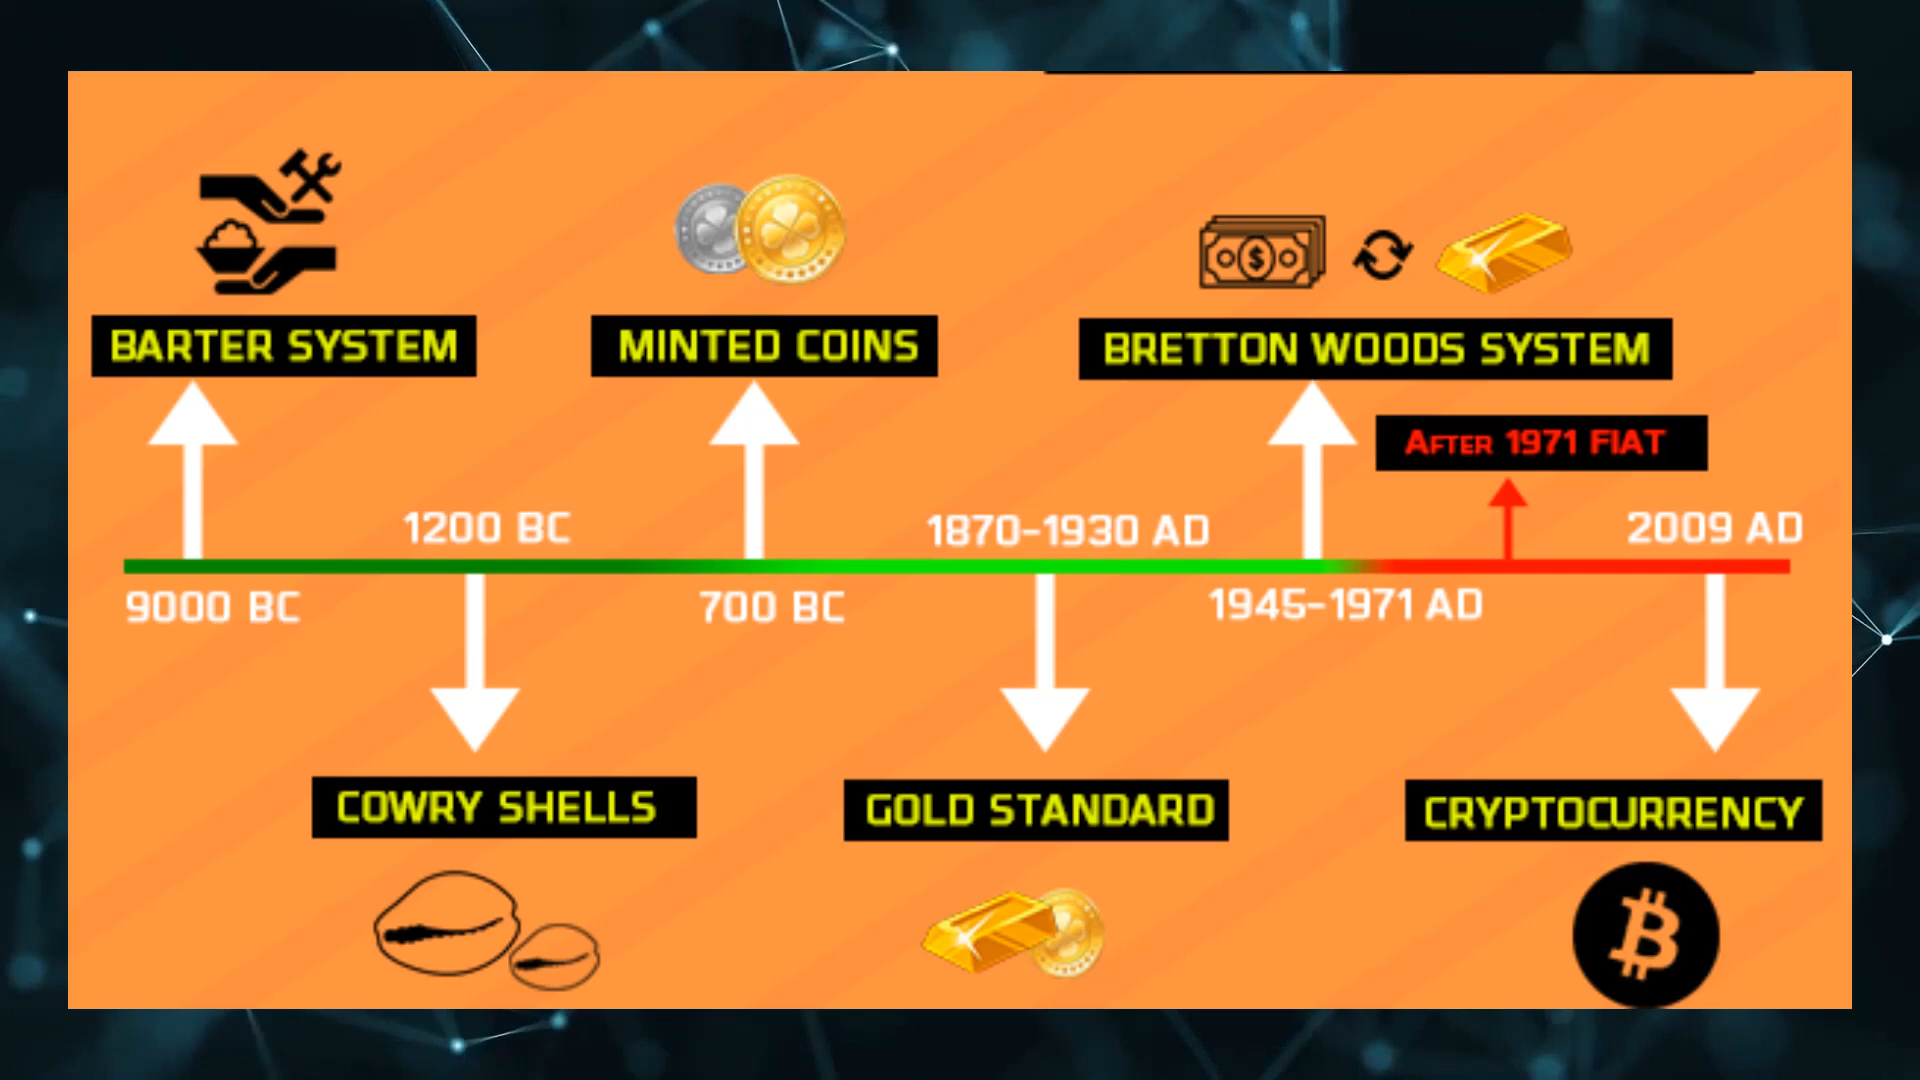 BARTER SYSTEM
MINTED COINS
BRETTON WOODS SYSTEM
AFTER 1971 FIAT
1200 BC
1870-1930 AD
2009 AD
9000 BC
700 BC
1945-1971 AD
COWRY SHELLS
GOLD STANDARD
CRYPTOCURRENCY